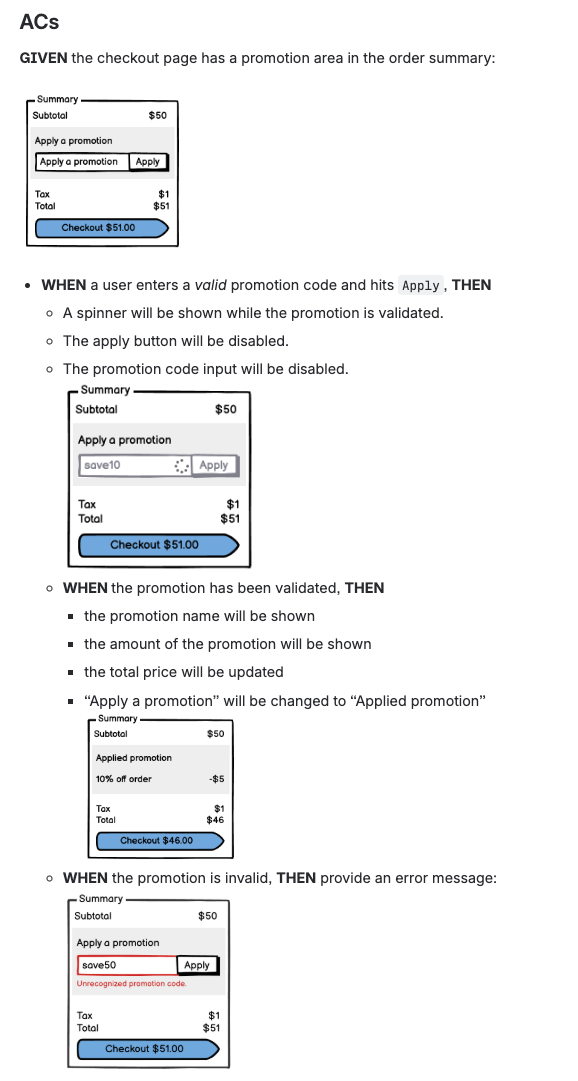 ACs
GIVEN the checkout page has a promotion area in the order summary:
Summary
Subtotal $50
Apply a promotion
Apply a promotion Apply
Tax $1
Total $51
Checkout $51.00
• WHEN a user enters a valid promotion code and hits Apply, THEN
◦ A spinner will be shown while the promotion is validated.
◦ The apply button will be disabled.
◦ The promotion code input will be disabled.
Summary
Subtotal $50
Apply a promotion
save10 Apply
Tax $1
Total $51
Checkout $51.00
◦ WHEN the promotion has been validated, THEN
▪ the promotion name will be shown
▪ the amount of the promotion will be shown
▪ the total price will be updated
▪ “Apply a promotion” will be changed to “Applied promotion”
Summary
Subtotal $50
Applied promotion
10% off order -$5
Tax $1
Total $46
Checkout $46.00
◦ WHEN the promotion is invalid, THEN provide an error message:
Summary
Subtotal $50
Apply a promotion
save50 Apply
Unrecognized promotion code.
Tax $1
Total $51
Checkout $51.00